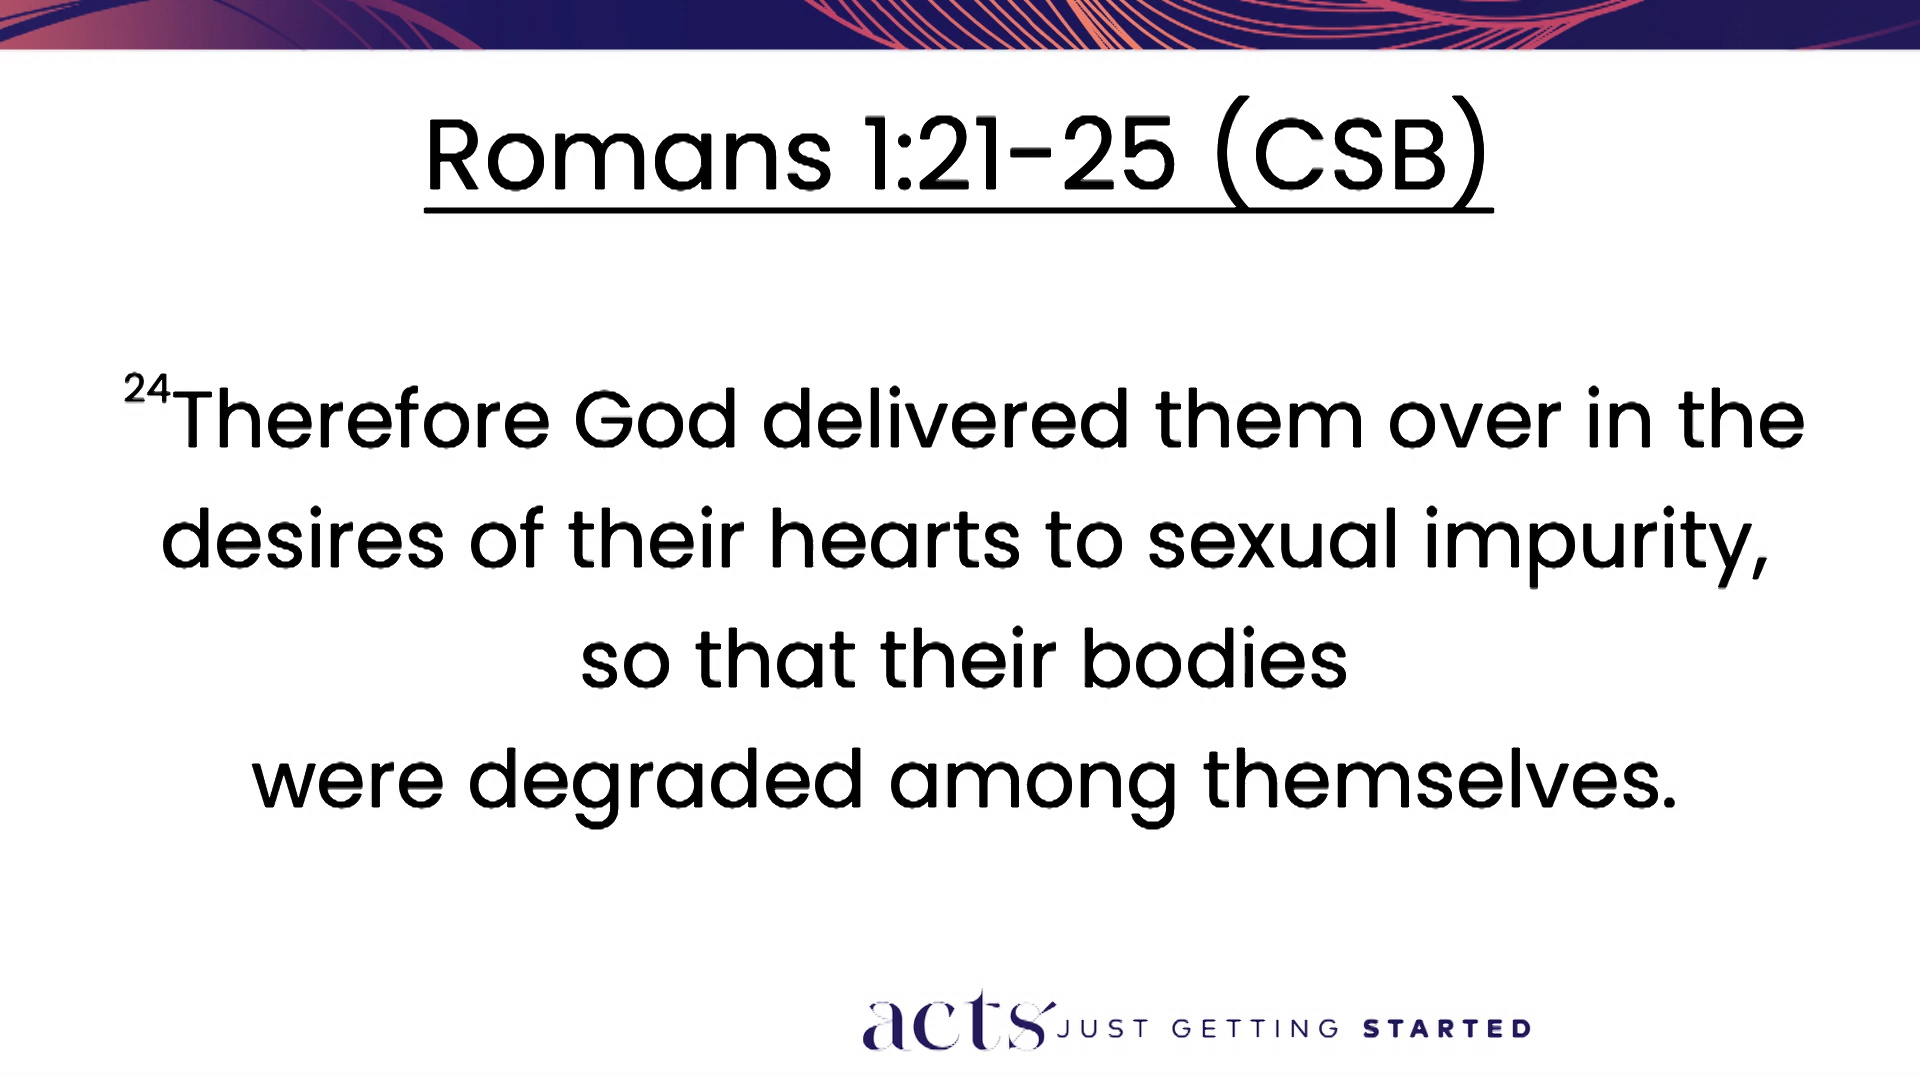 Romans 1:21-25 (CSB)
24Therefore God delivered them over in the
desires of their hearts to sexual impurity,
so that their bodies
were degraded among themselves.
acts JUST GETTING STARTED